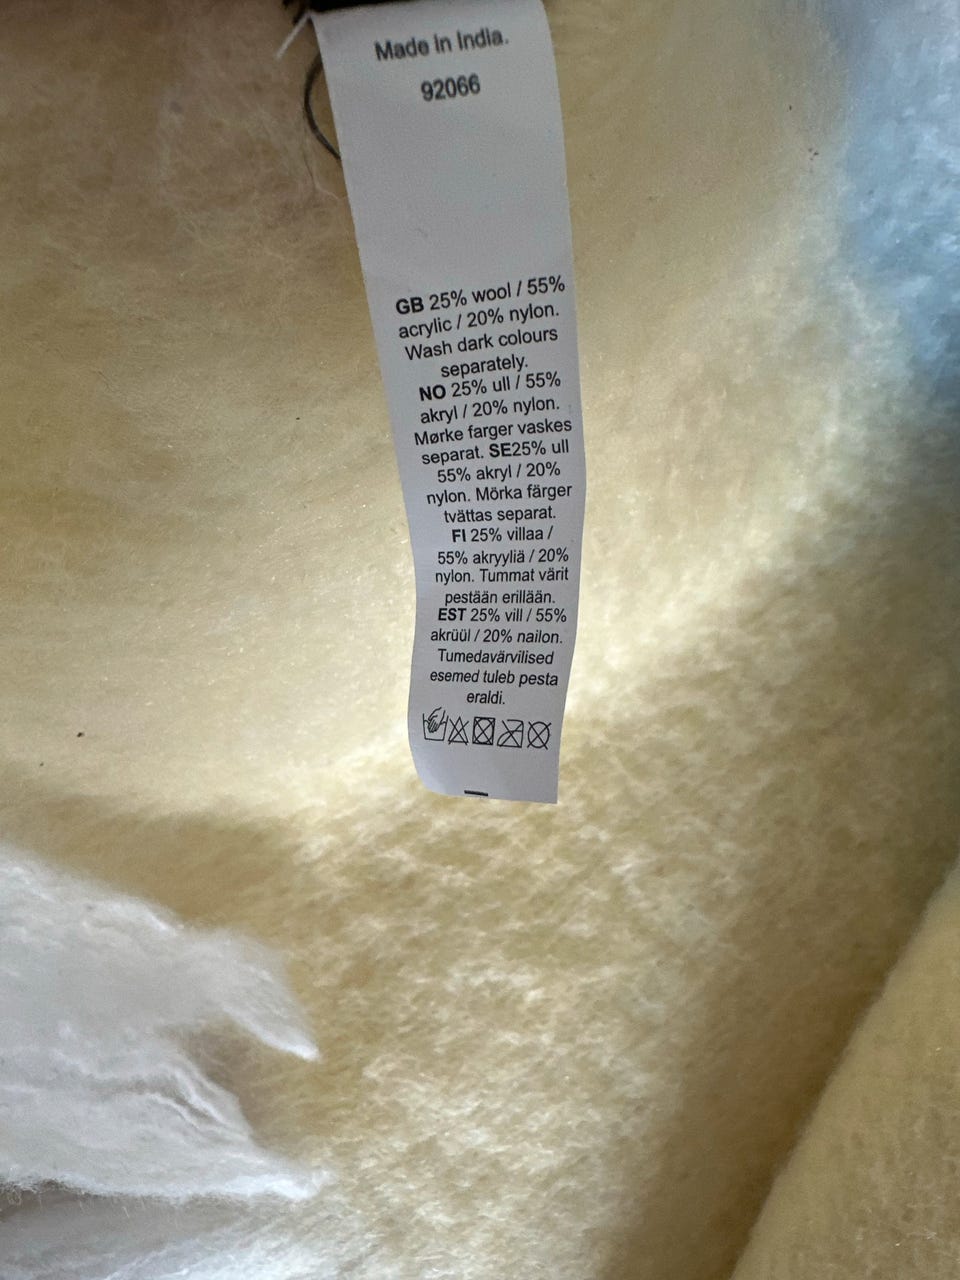 Made in India.
92066
GB 25% wool / 55%
acrylic / 20% nylon.
Wash dark colours
separately.
NO 25% ull / 55%
akryl / 20% nylon.
Mørke farger vaskes
separat. SE25% ull
55% akryl / 20%
nylon. Mörka färger
tvättas separat.
FI 25% villaa /
55% akryyliä / 20%
nylon. Tummat värit
pestään erillään.
EST 25% vill / 55%
akrüül / 20% nailon.
Tumedavärvilised
esemed tuleb pesta
eraldi.